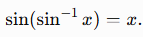 sin(sin⁻¹ x) = x.